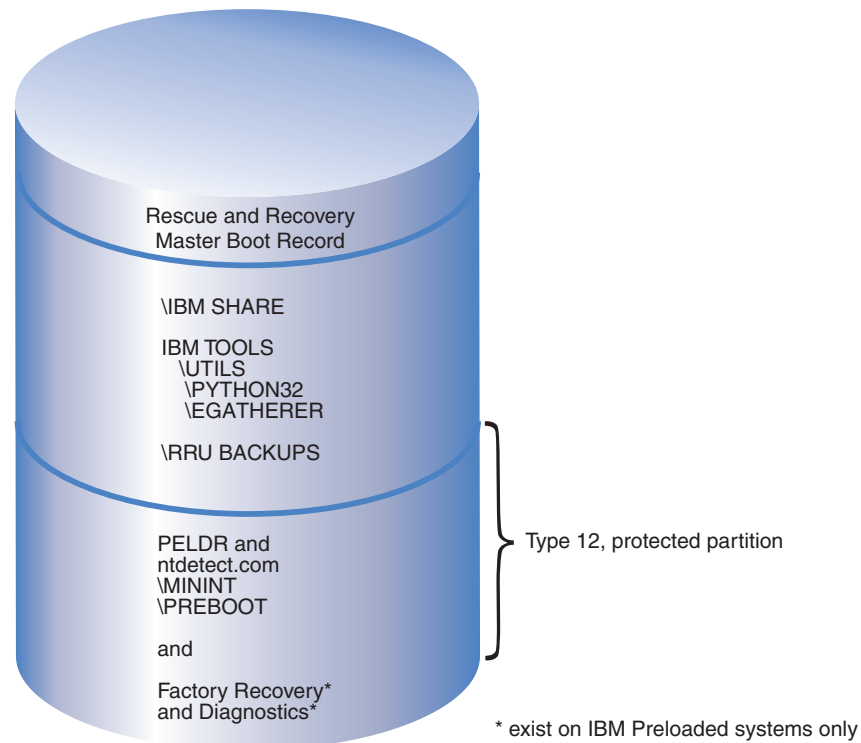 Rescue and Recovery
Master Boot Record
\IBM SHARE
IBM TOOLS
\UTILS
\PYTHON32
\EGATHERER
\RRU BACKUPS
PELDR and
ntdetect.com
\MININT
\PREBOOT
and
Factory Recovery*
and Diagnostics*
Type 12, protected partition
* exist on IBM Preloaded systems only